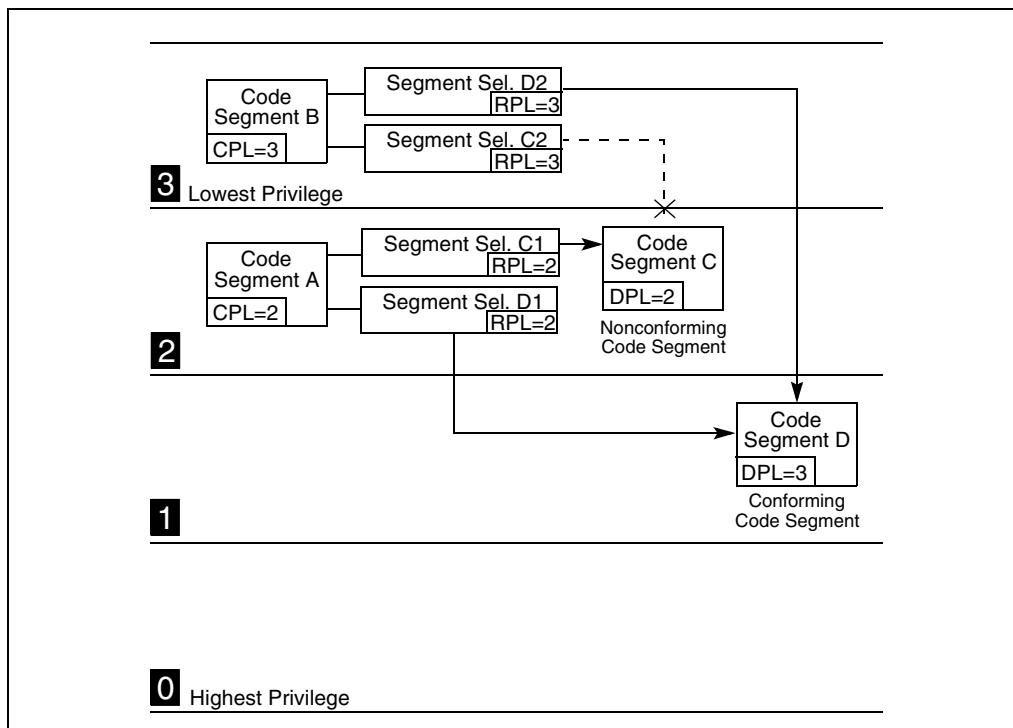 Code
Segment B
CPL=3
Segment Sel. D2
RPL=3
Segment Sel. C2
RPL=3
3 Lowest Privilege
Code
Segment A
CPL=2
Segment Sel. C1
RPL=2
Segment Sel. D1
RPL=2
Code
Segment C
DPL=2
Nonconforming
Code Segment
2
Code
Segment D
DPL=3
Conforming
Code Segment
1
0 Highest Privilege